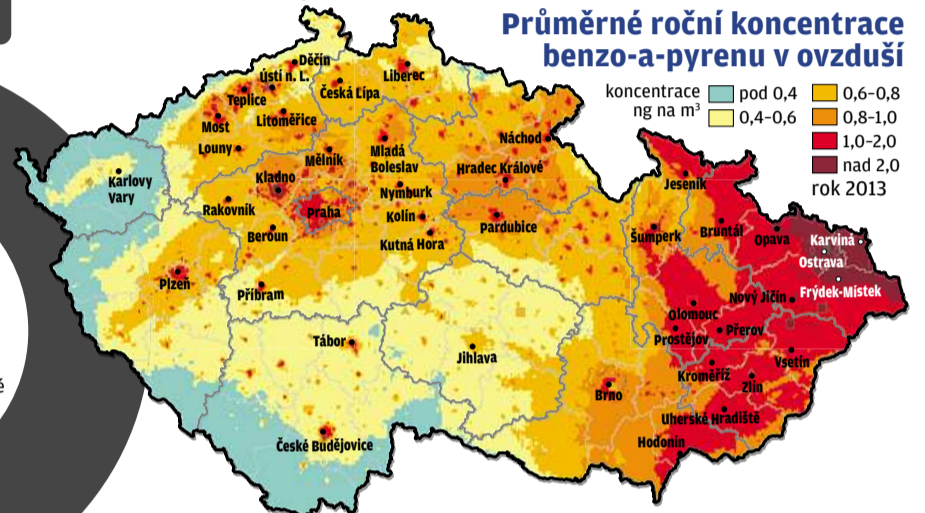 Průměrné roční koncentrace
benzo-a-pyrenu v ovzduší
koncentrace
ng na m³
pod 0,4
0,4–0,6
0,6–0,8
0,8–1,0
1,0–2,0
nad 2,0
rok 2013
Děčín
Ústí n. L.
Liberec
Teplice
Česká Lípa
Most
Litoměřice
Louny
Mělník
Mladá
Boleslav
Náchod
Hradec Králové
Karlovy
Vary
Kladno
Nymburk
Jeseník
Rakovník
Praha
Kolín
Pardubice
Beroun
Kutná Hora
Šumperk
Bruntál
Opava
Karviná
Ostrava
Plzeň
Příbram
Nový Jičín
Frýdek-Místek
Olomouc
Tábor
Jihlava
Prostějov
Přerov
Vsetín
Kroměříž
Zlín
Brno
Uherské Hradiště
České Budějovice
Hodonín
é